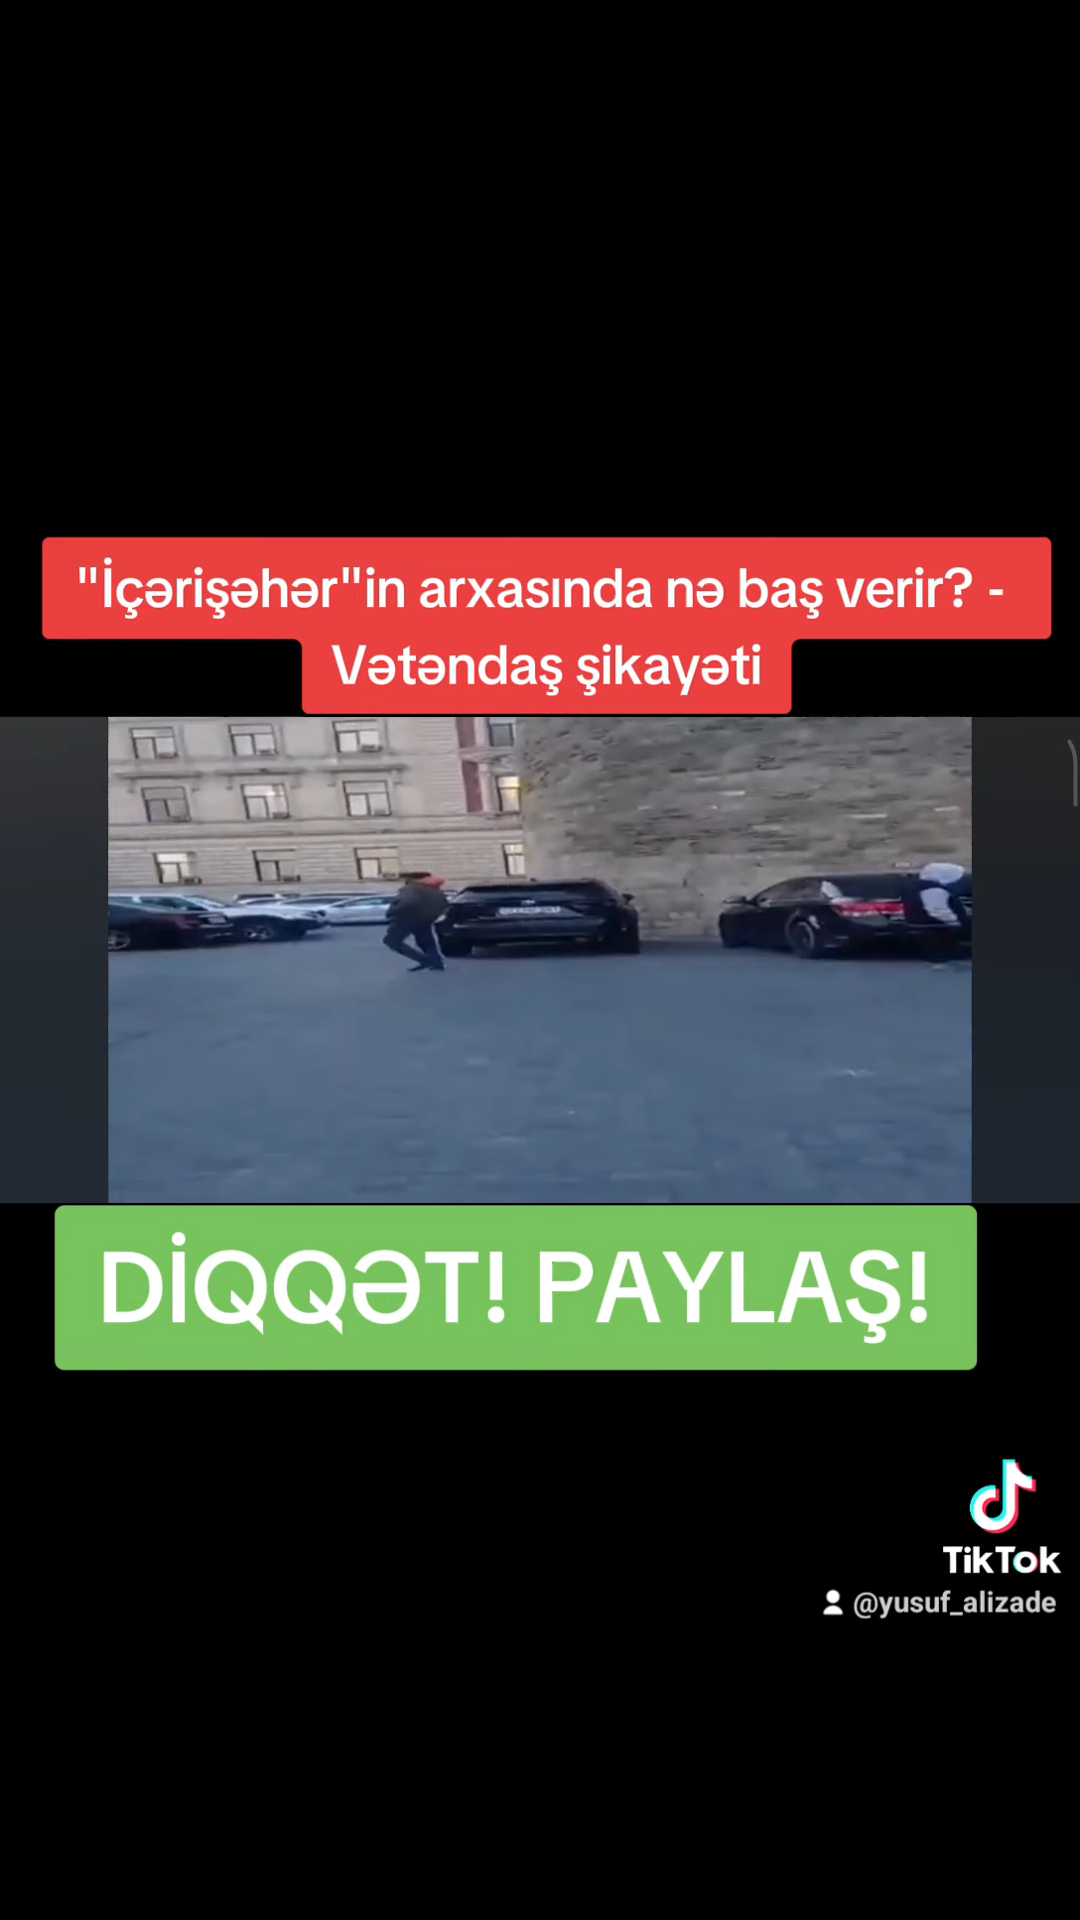 "İçərişəhər"in arxasında nə baş verir? -
Vətəndaş şikayəti
DİQQƏT! PAYLAŞ!
TikTok
@yusuf_alizade